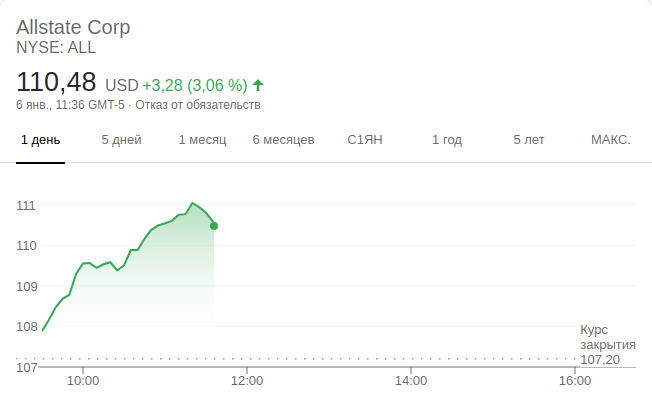 Allstate Corp
NYSE: ALL
110,48 USD +3,28 (3,06 %)
6 янв., 11:36 GMT-5 · Отказ от обязательств
1 день 5 дней 1 месяц 6 месяцев С1ЯН 1 год 5 лет МАКС.
111
110
109
108
107
Курс
закрытия
107,20
10:00 12:00 14:00 16:00